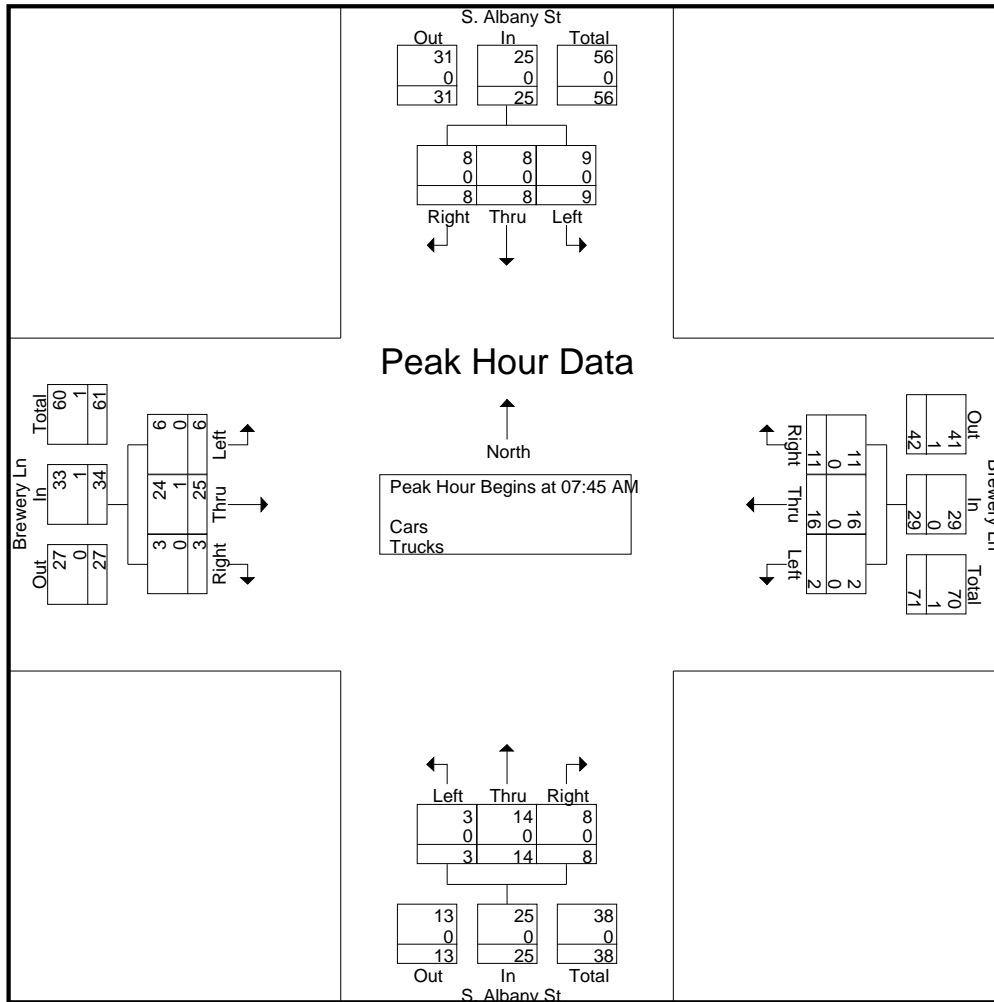 S. Albany St
Out In Total
31 25 56
0 0 0
31 25 56
8 8 9
0 0 0
8 8 9
Right Thru Left
Peak Hour Data
North
Peak Hour Begins at 07:45 AM
Cars
Trucks
Brewery Ln
Total In Out
60 33 27
1 1 0
61 34 27
6 24 3
0 1 0
6 25 3
Left Thru Right
Right Thru Left
11 16 2
0 0 0
11 16 2
41 29 70
1 0 1
42 29 71
Out In Total
Brewery Ln
Left Thru Right
3 14 8
0 0 0
3 14 8
13 25 38
0 0 0
13 25 38
Out In Total
S. Albany St